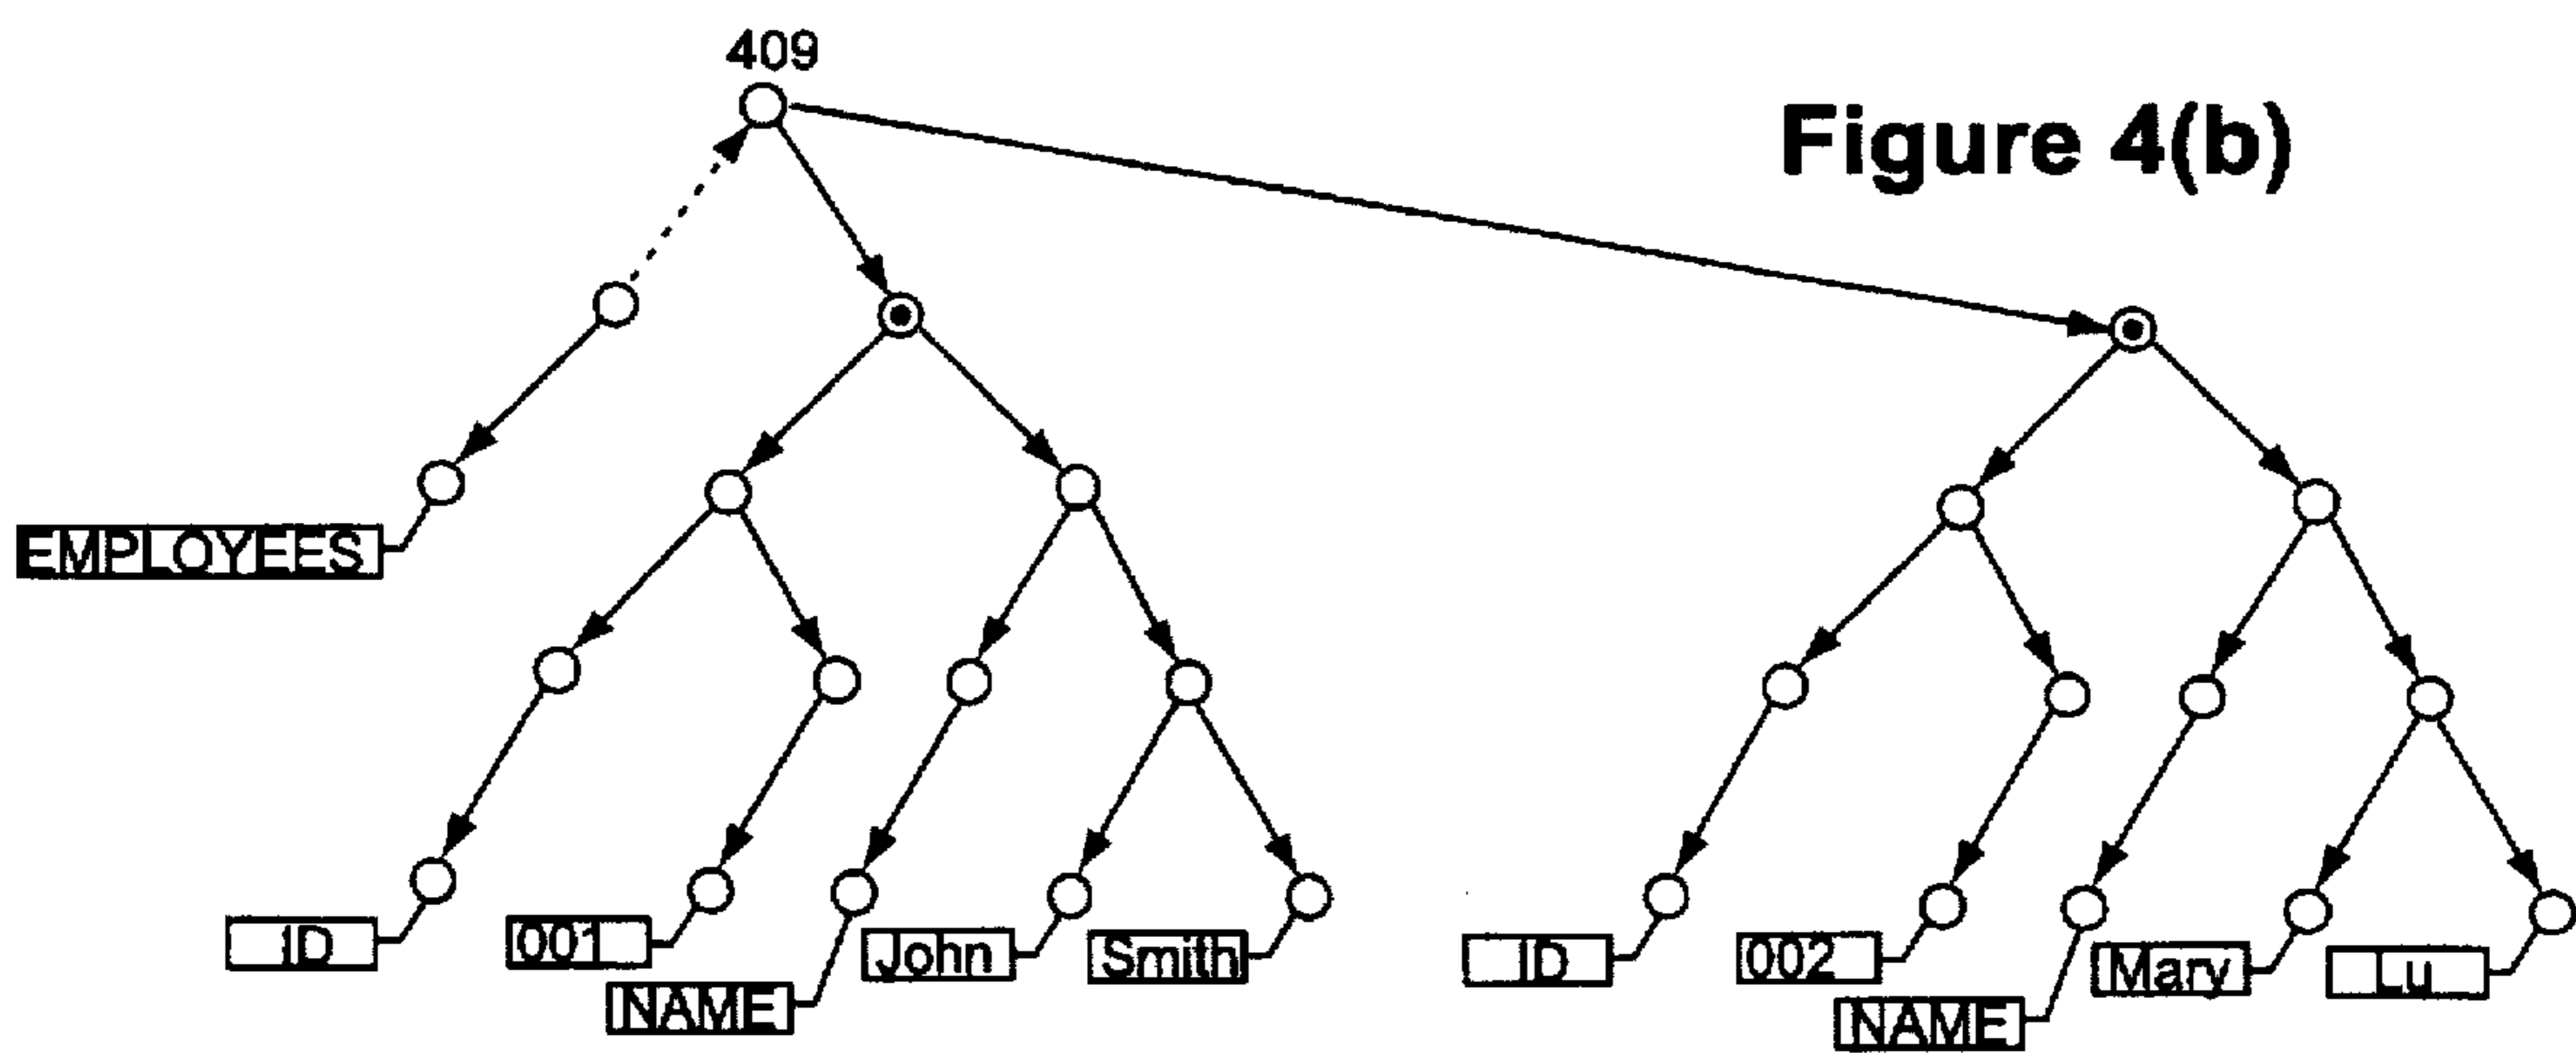 409
Figure 4(b)
EMPLOYEES
ID
001
NAME
John
Smith
ID
002
NAME
Mary
Lu